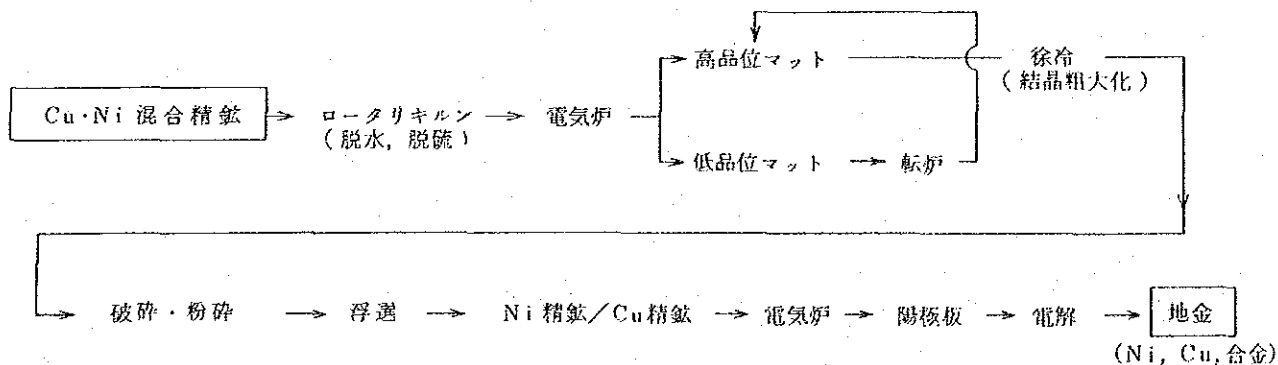 高品位マット
徐冷
(結晶粗大化)
Cu·Ni 混合精鉱
ロータリキルン
(脱水, 脱硫)
電気炉
低品位マット
転炉
破砕・粉砕
浮選
Ni 精鉱/Cu精鉱
電気炉
陽極板
電解
地金
(Ni, Cu, 合金)